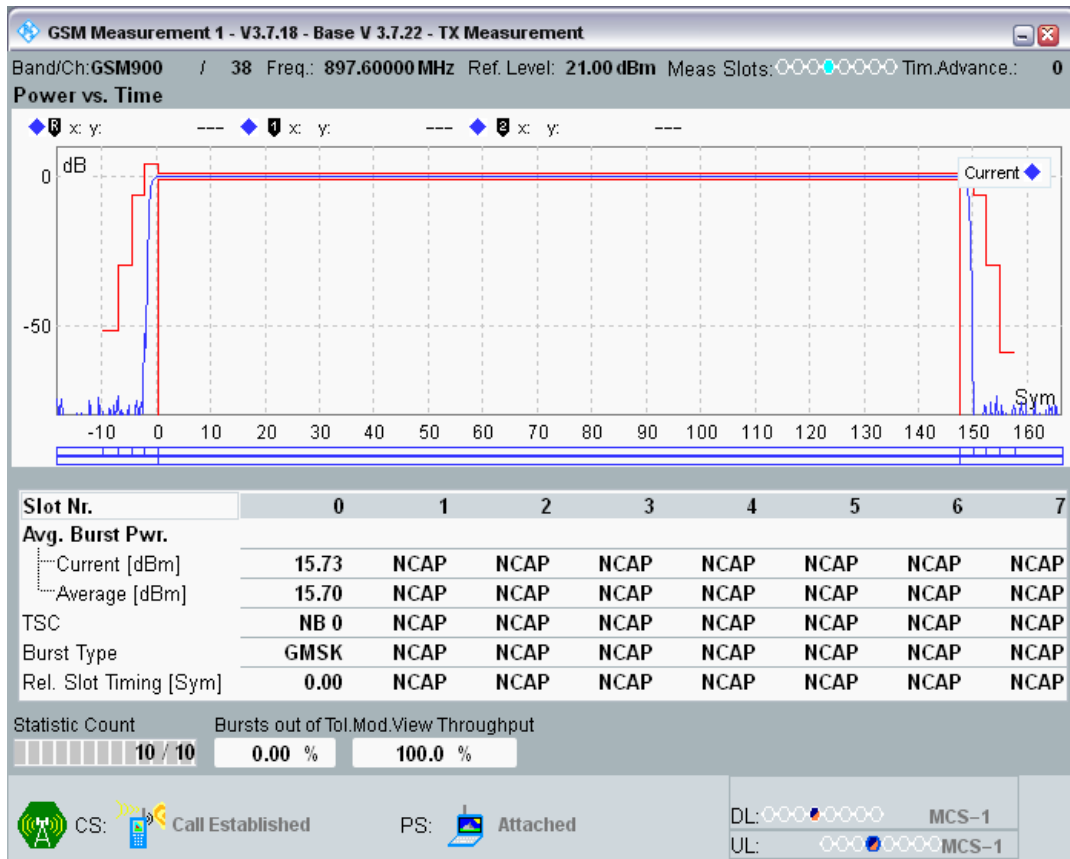 GSM Measurement 1 - V3.7.18 - Base V 3.7.22 - TX Measurement
Band/Ch:GSM900 / 38 Freq.: 897.60000 MHz Ref. Level: 21.00 dBm Meas Slots: Tim.Advance.: 0
Power vs. Time
R x: y: --- 1 x: y: --- 2 x: y: ---
dB
Current
0
-50
Sym
-10 0 10 20 30 40 50 60 70 80 90 100 110 120 130 140 150 160
Slot Nr. 0 1 2 3 4 5 6 7
Avg. Burst Pwr.
Current [dBm] 15.73 NCAP NCAP NCAP NCAP NCAP NCAP NCAP
Average [dBm] 15.70 NCAP NCAP NCAP NCAP NCAP NCAP NCAP
TSC NB 0 NCAP NCAP NCAP NCAP NCAP NCAP NCAP
Burst Type GMSK NCAP NCAP NCAP NCAP NCAP NCAP NCAP
Rel. Slot Timing [Sym] 0.00 NCAP NCAP NCAP NCAP NCAP NCAP NCAP
Statistic Count Bursts out of Tol.Mod.View Throughput
10 / 10 0.00 % 100.0 %
CS: Call Established PS: Attached DL: MCS-1
UL: MCS-1